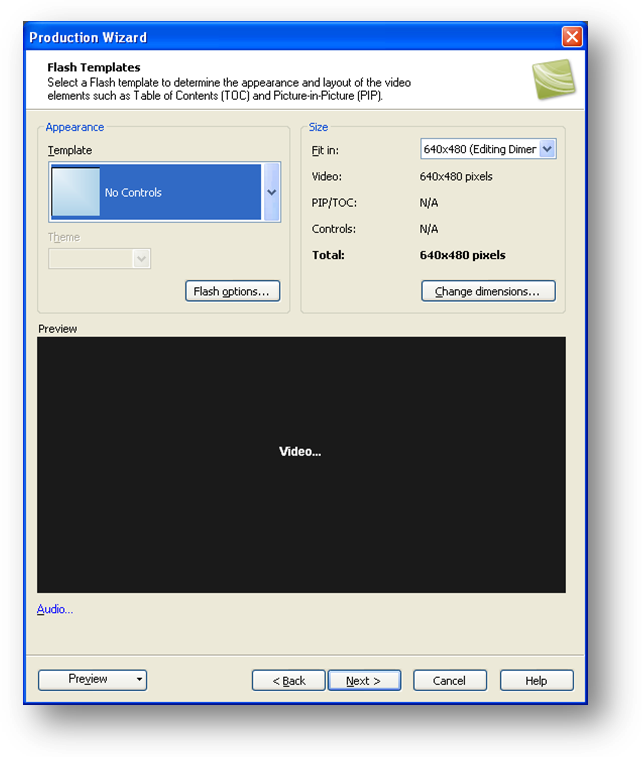 Production Wizard
Flash Templates
Select a Flash template to determine the appearance and layout of the video
elements such as Table of Contents (TOC) and Picture-in-Picture (PIP).
Appearance
Template
No Controls
Theme
Flash options...
Size
Fit in:
640x480 (Editing Dimer
Video:
640x480 pixels
PIP/TOC:
N/A
Controls:
N/A
Total:
640x480 pixels
Change dimensions...
Preview
Video...
Audio...
Preview
< Back
Next >
Cancel
Help